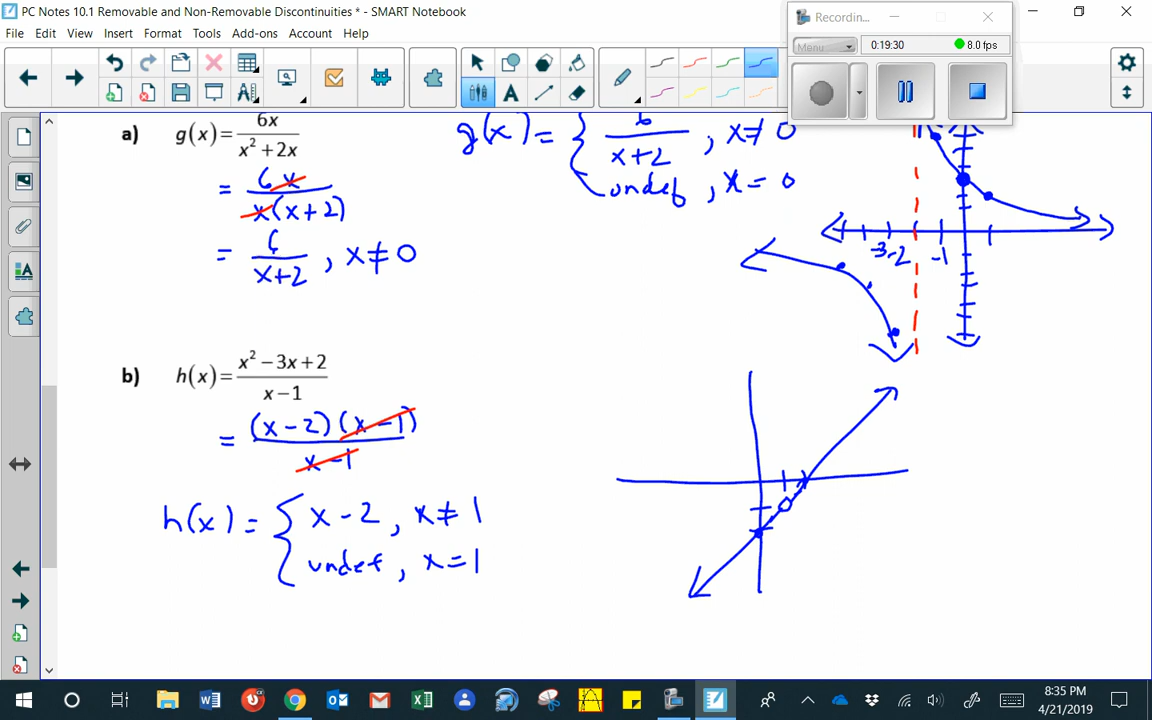 PC Notes 10.1 Removable and Non-Removable Discontinuities * - SMART Notebook
Recordin...
File Edit View Insert Format Tools Add-ons Account Help
Menu
0:19:30
8.0 fps
a) g(x) = 6x / (x² + 2x)
= 6x / x(x+2)
= 6 / (x+2) , x ≠ 0
g(x) = { 6 / (x+2) , x ≠ 0
undef , x = 0
-3 -2 -1
b) h(x) = (x² − 3x + 2) / (x − 1)
= (x − 2)(x − 1) / (x − 1)
h(x) = { x − 2 , x ≠ 1
undef , x = 1
8:35 PM
4/21/2019